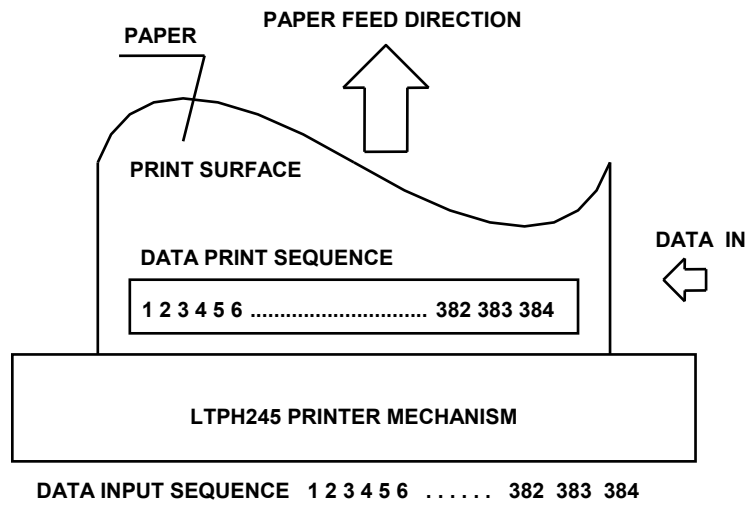 PAPER FEED DIRECTION
PAPER
PRINT SURFACE
DATA IN
DATA PRINT SEQUENCE
1 2 3 4 5 6 .............................. 382 383 384
LTPH245 PRINTER MECHANISM
DATA INPUT SEQUENCE 1 2 3 4 5 6 . . . . . . 382 383 384